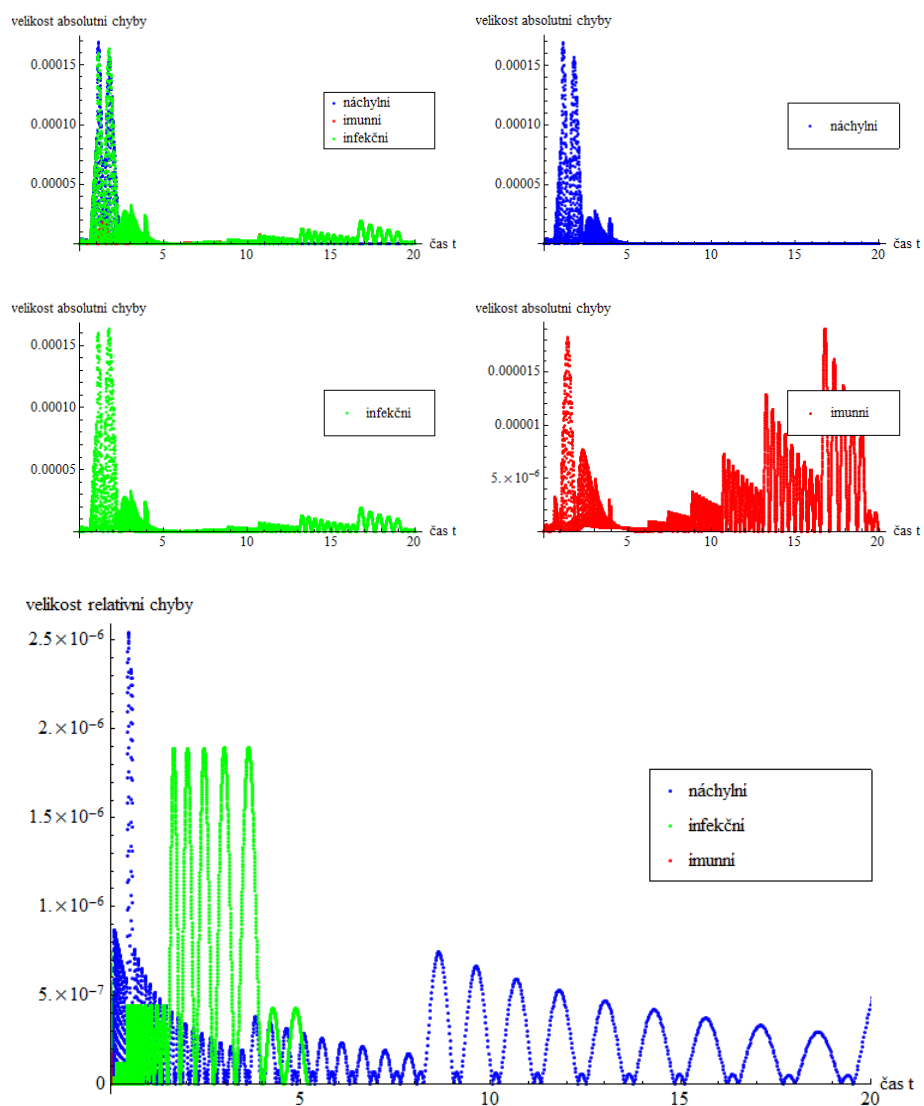 velikost absolutní chyby
0.00015
0.00010
0.00005
náchylní
imunní
infekční
čas t
5
10
15
20
velikost absolutní chyby
0.00015
0.00010
0.00005
náchylní
čas t
5
10
15
20
velikost absolutní chyby
0.00015
0.00010
0.00005
infekční
čas t
5
10
15
20
velikost absolutní chyby
0.000015
0.00001
5.×10⁻⁶
imunní
čas t
5
10
15
20
velikost relativní chyby
2.5×10⁻⁶
2.×10⁻⁶
1.5×10⁻⁶
1.×10⁻⁶
5.×10⁻⁷
0
náchylní
infekční
imunní
čas t
5
10
15
20